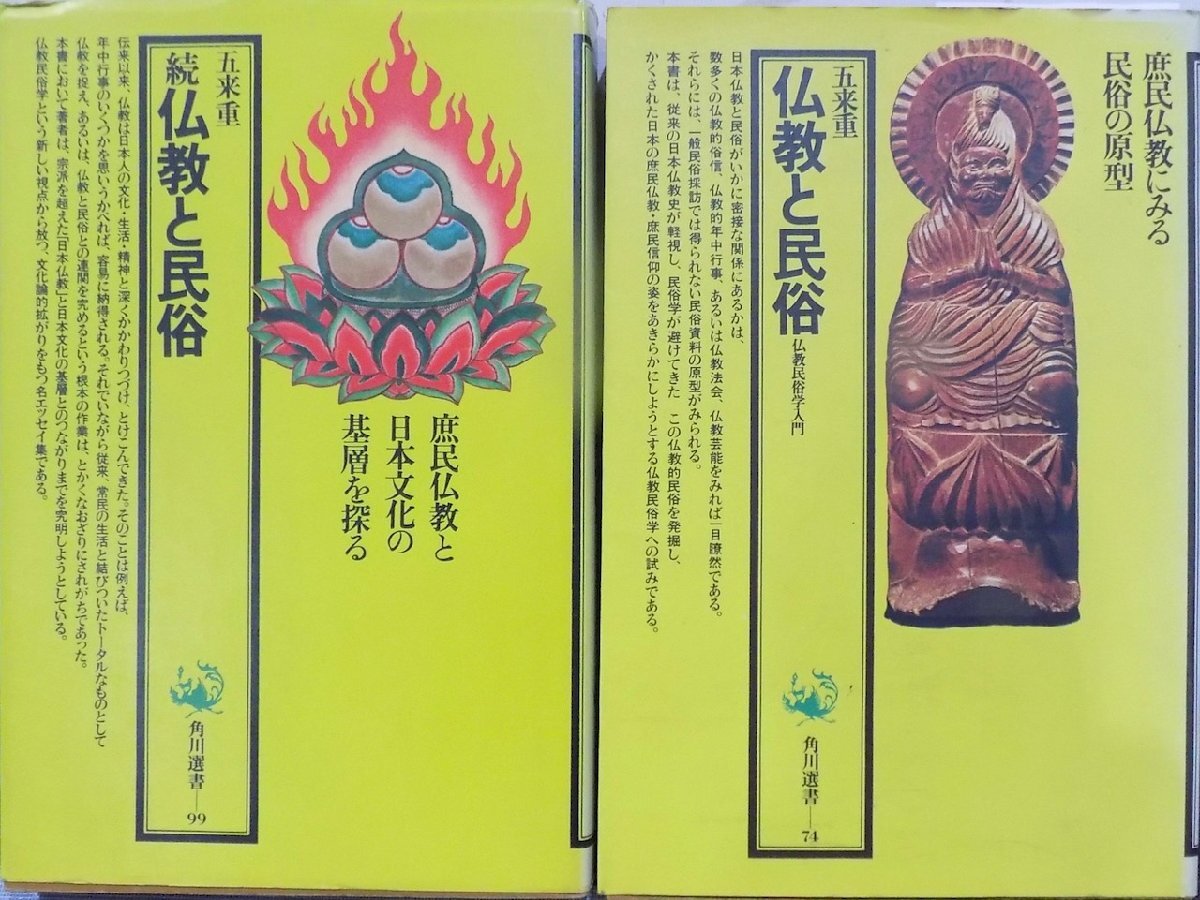 庶民仏教にみる
民俗の原型
五来重
仏教と民俗
仏教民俗学入門
角川選書—74
日本仏教と民俗がいかに密接な関係にあるかは、
数多くの仏教的俗信、仏教的年中行事、あるいは仏教法会、仏教芸能をみれば一目瞭然である。
それらには、一般民俗採訪では得られない民俗資料の原型がみられる。
本書は、従来の日本仏教史が軽視し、民俗学が避けてきた この仏教的民俗を発掘し、
かくされた日本の庶民仏教・庶民信仰の姿をあきらかにしようとする仏教民俗学への試みである。
庶民仏教と
日本文化の
基層を探る
五来重
続 仏教と民俗
角川選書—99
伝来以来、仏教は日本人の文化・生活・精神と深くかかわりつづけ、とけこんできた。そのことは例えば、
年中行事のいくつかを思いうかべれば、容易に納得される。それでいながら従来、常民の生活と結びついたトータルなものとして
仏教を捉え、あるいは、仏教と民俗との連関を究めるという根本の作業は、とかくなおざりにされがちであった。
本書において著者は、宗派を超えた「日本仏教」と日本文化の基層とのつながりまでを究明しようとしている。
仏教民俗学という新しい視点から放つ、文化論的拡がりをもつ名エッセイ集である。